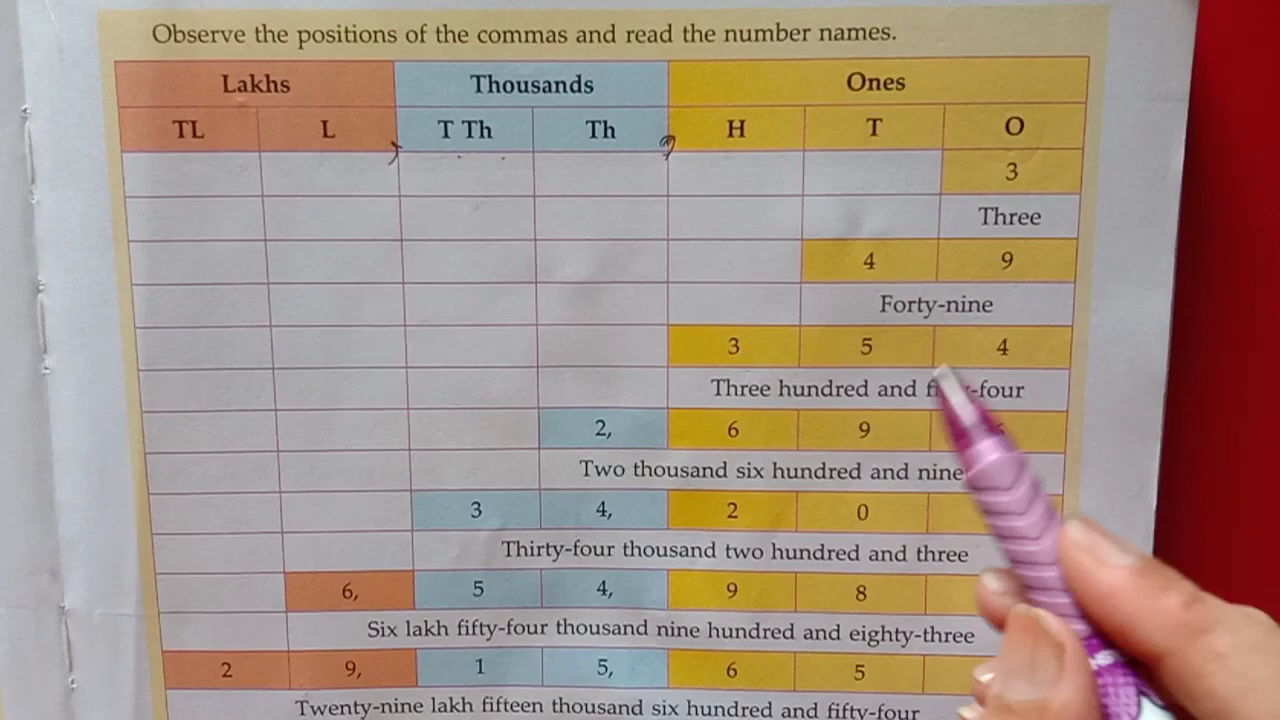 Observe the positions of the commas and read the number names.
Lakhs Thousands Ones
TL L T Th Th H T O
, ,
3
Three
4 9
Forty-nine
3 5 4
Three hundred and -four
2, 6 9
Two thousand six hundred and
3 4, 2 0
Thirty-four thousand two hundred and three
6, 5 4, 9 8
Six lakh fifty-four thousand nine hundred and eighty-three
2 9, 1 5, 6 5
Twenty-nine lakh fifteen thousand six hundred and fifty-four